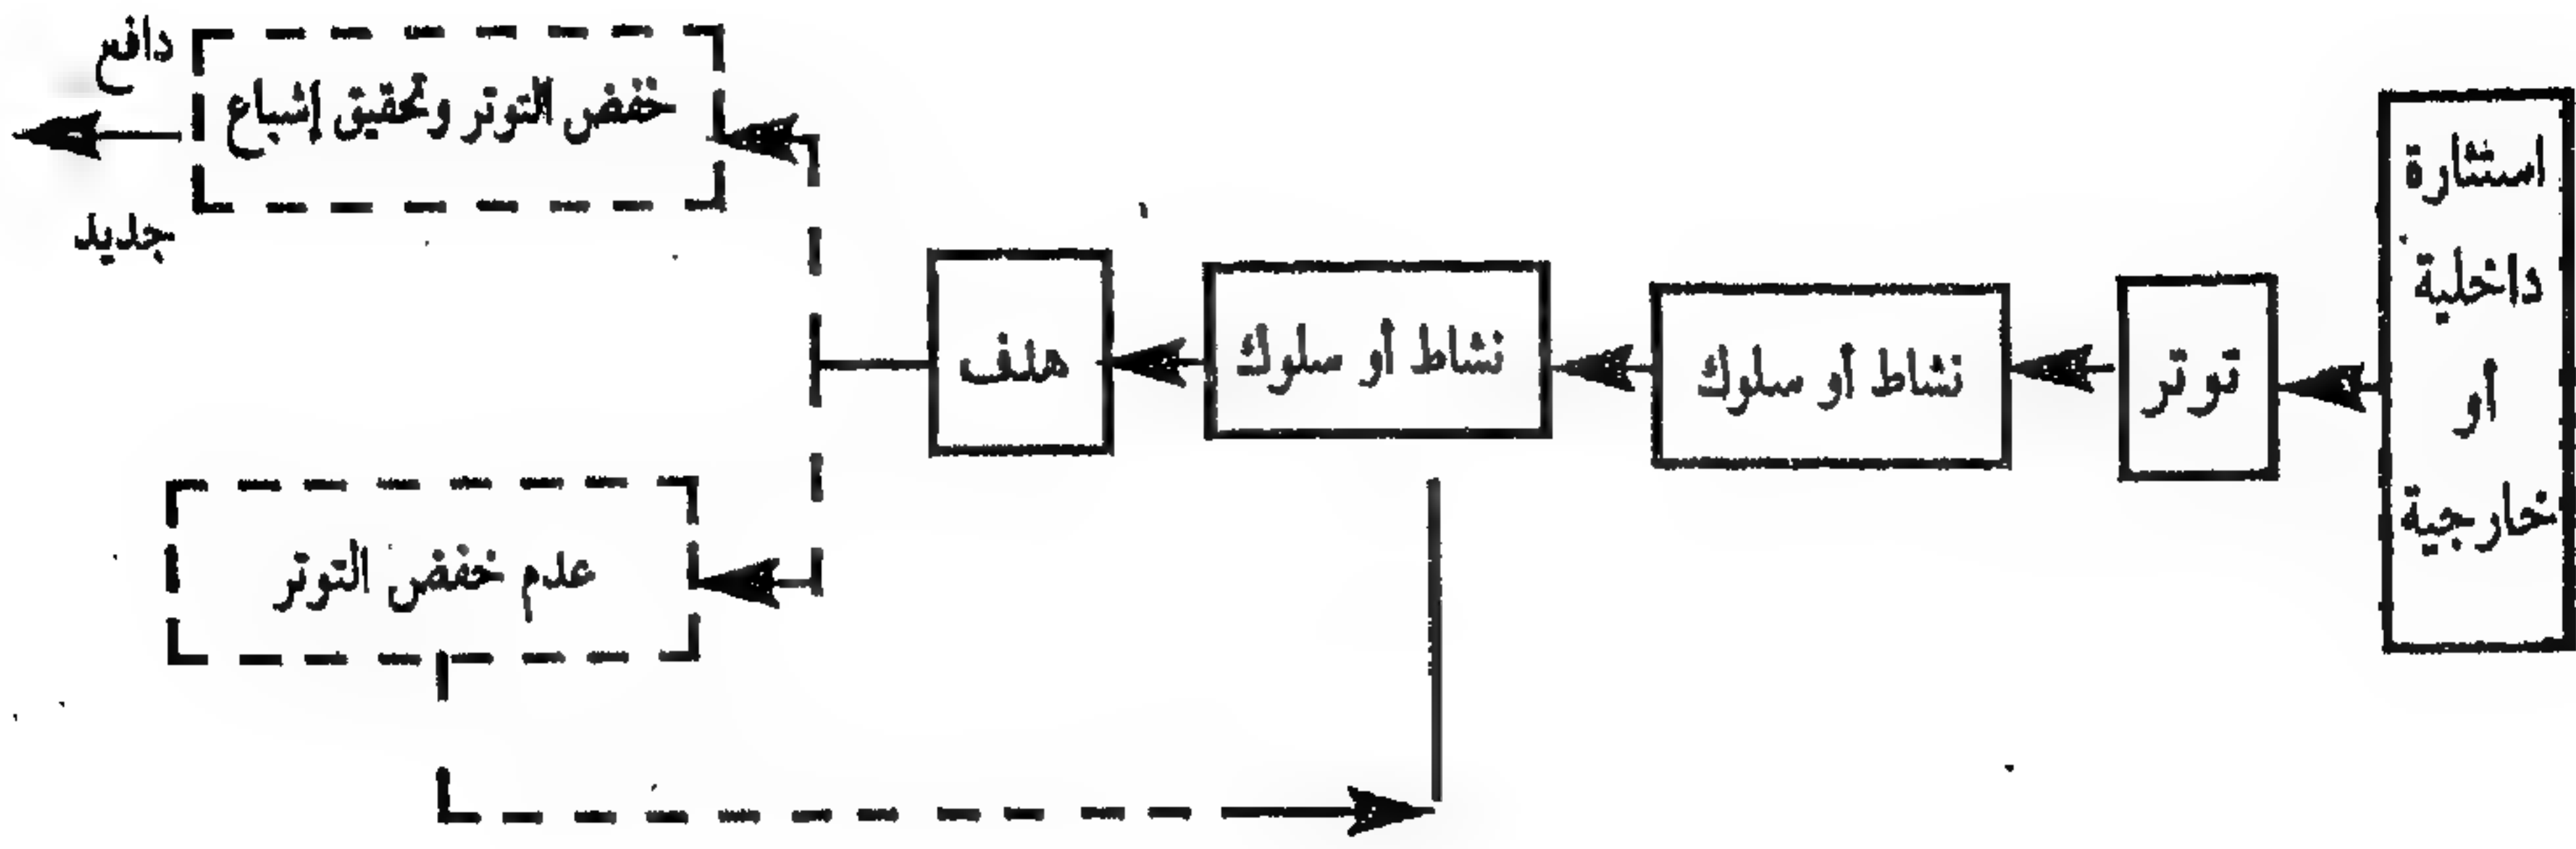 استثارة
داخلية
أو
خارجية
توتر
نشاط أو سلوك
نشاط أو سلوك
هدف
خفض التوتر وتحقيق إشباع
دافع
جديد
عدم خفض التوتر